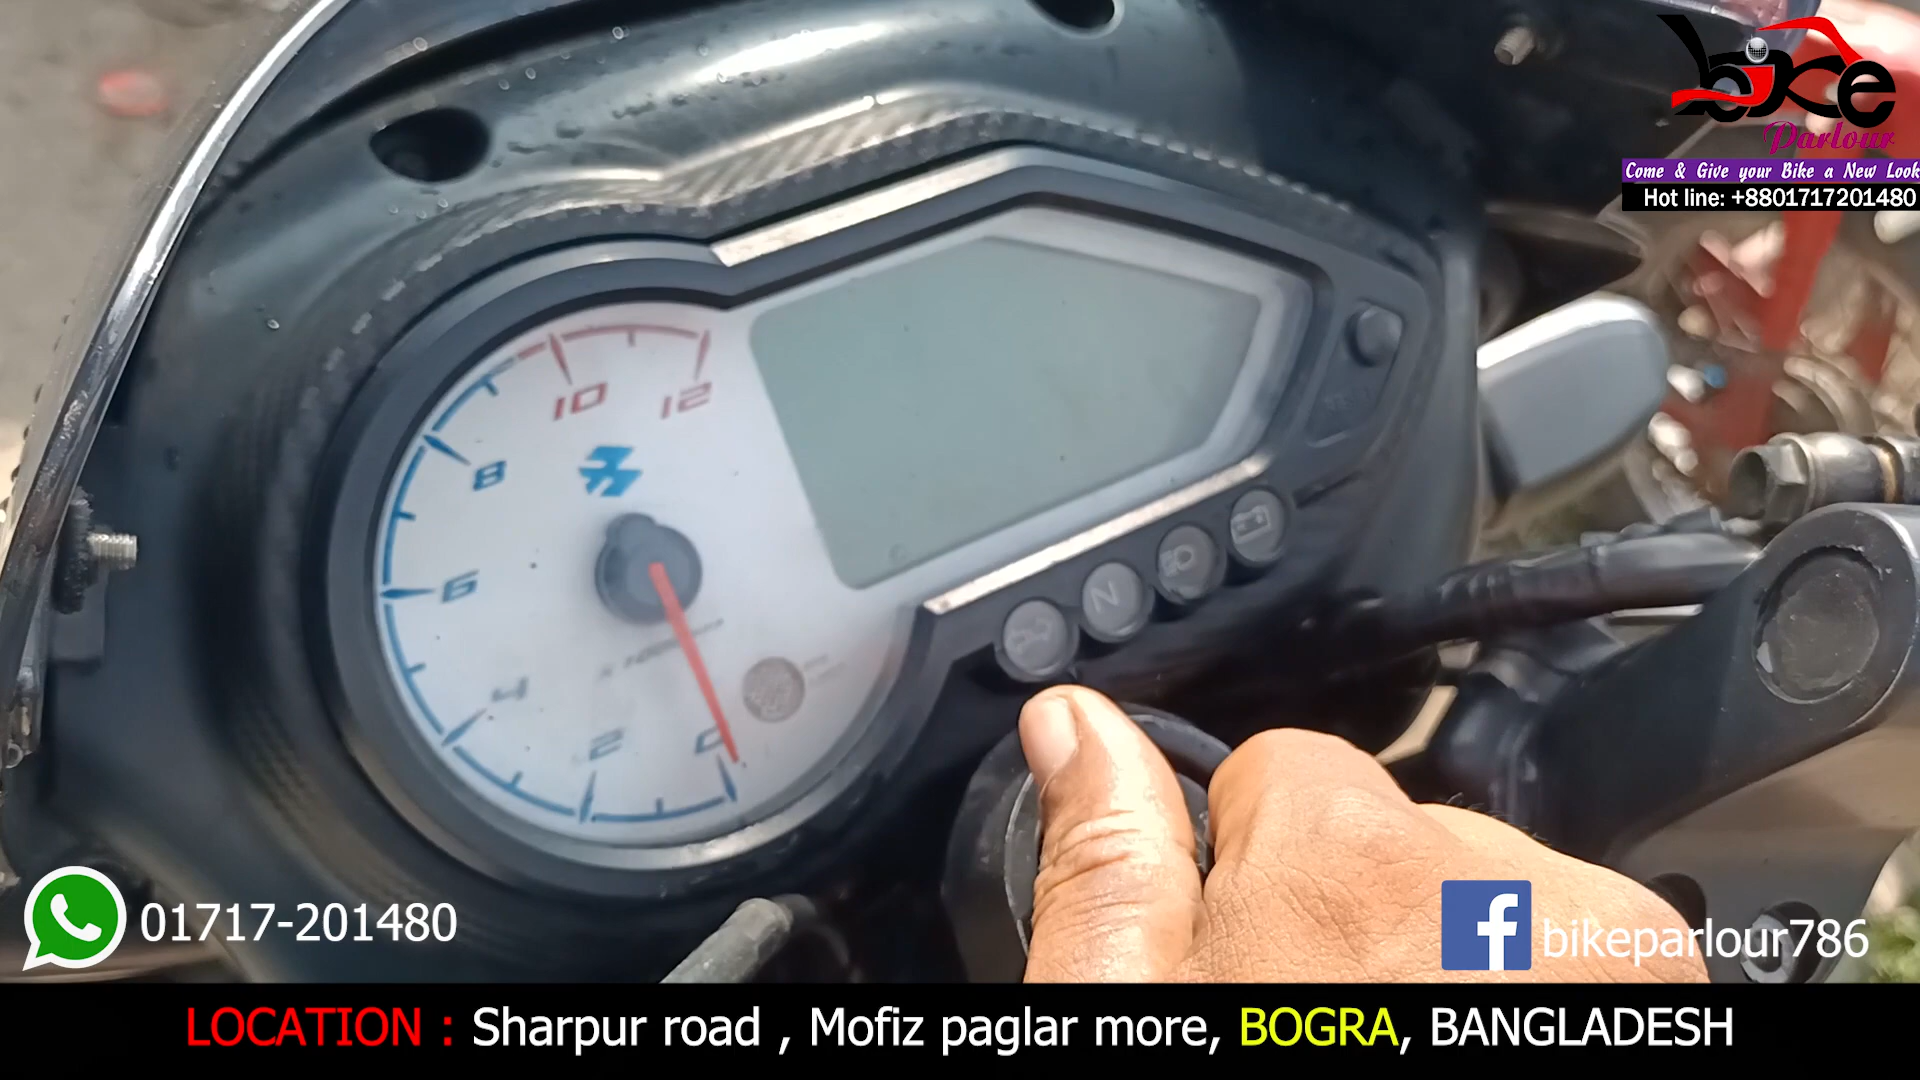 bike
Parlour
Come & Give your Bike a New Look
Hot line: +8801717201480
10
12
8
6
4
2
0
N
01717-201480
f bikeparlour786
LOCATION : Sharpur road , Mofiz paglar more, BOGRA, BANGLADESH